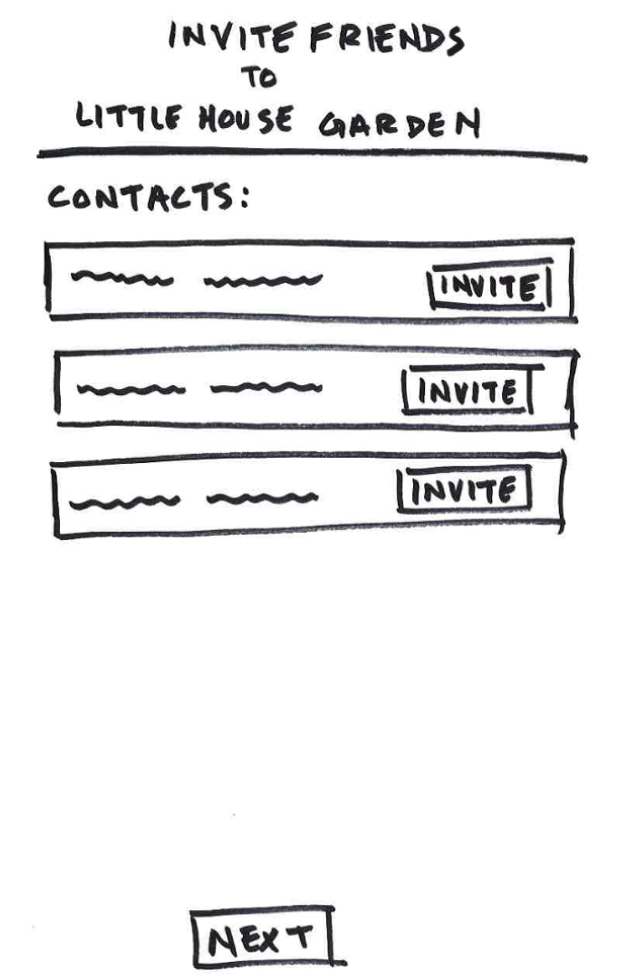 INVITE FRIENDS
TO
LITTLE HOUSE GARDEN
CONTACTS:
INVITE
INVITE
INVITE
NEXT